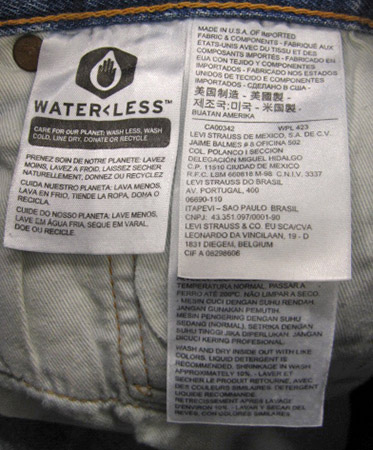 WATER<LESS™
CARE FOR OUR PLANET: WASH LESS, WASH
COLD, LINE DRY, DONATE OR RECYCLE
PRENEZ SOIN DE NOTRE PLANETE: LAVEZ
MOINS, LAVEZ A FROID, LAISSER SECHER
NATURELLEMENT, DONNEZ OU RECYCLEZ
CUIDA NUESTRO PLANETA: LAVA MENOS,
LAVA EN FRIO, TIENDE LA ROPA, DONA O
RECICLA.
CUIDE DO NOSSO PLANETA: LAVE MENOS,
LAVE EM ÁGUA FRIA, SEQUE EM VARAL,
DOE OU RECICLE.
MADE IN U.S.A. OF IMPORTED
FABRIC & COMPONENTS - FABRIQUÉ AUX
ÉTATS-UNIS AVEC DU TISSU ET DES
COMPOSANTS IMPORTÉS - FABRICADO EN
EUA CON TEJIDO Y COMPONENTES
IMPORTADOS - FABRICADO NOS ESTADOS
UNIDOS DE TECIDO E COMPONENTES
IMPORTADOS - СДЕЛАНО В США -
美国制造 - 美國製造 -
제조국:미국 - 米国製 -
BUATAN AMERIKA
CA00342 WPL 423
LEVI STRAUSS DE MEXICO, S.A. DE C.V.
JAIME BALMES # 8 OFICINA 502
COL. POLANCO I SECCION
DELEGACIÓN MIGUEL HIDALGO
C.P. 11510 CIUDAD DE MEXICO
R.F.C. LSM 660818 M-98 C.N.I.V. 3337
LEVI STRAUSS DO BRASIL
AV. PORTUGAL, 400
06690-110
ITAPEVI – SAO PAULO BRASIL
CNPJ: 43.351.097/0001-90
LEVI STRAUSS & CO. EU SCA/CVA
LEONARDO DA VINCILAAN, 19 - D
1831 DIEGEM, BELGIUM
CIF A 08298606
TEMPERATURA NORMAL, PASSAR A
FERRO ATÉ 200ºC, NÃO LIMPAR A SECO.
- MESIN CUCI DENGAN SUHU RENDAH,
JANGAN GUNAKAN PEMUTIH,
MESIN PENGERING DENGAN SUHU
SEDANG (NORMAL), SETRIKA DENGAN
SUHU TINGGI JIKA DIPERLUKAN, JANGAN
DICUCI KERING PROFESIONAL.
WASH AND DRY INSIDE OUT WITH LIKE
COLORS. LIQUID DETERGENT IS
RECOMMENDED. SHRINKAGE IN WASH
APPROXIMATELY 10%. - LAVER ET
SÉCHER LE PRODUIT RETOURNÉ, AVEC
DES COULEURS SIMILAIRES. DÉTERGENT
LIQUIDE RECOMMANDÉ.
RETRECISSEMENT APRÈS LAVAGE
D'ENVIRON 10% - LAVAR Y SECAR DEL
REVÉS, CON COLORES SIMILARES.